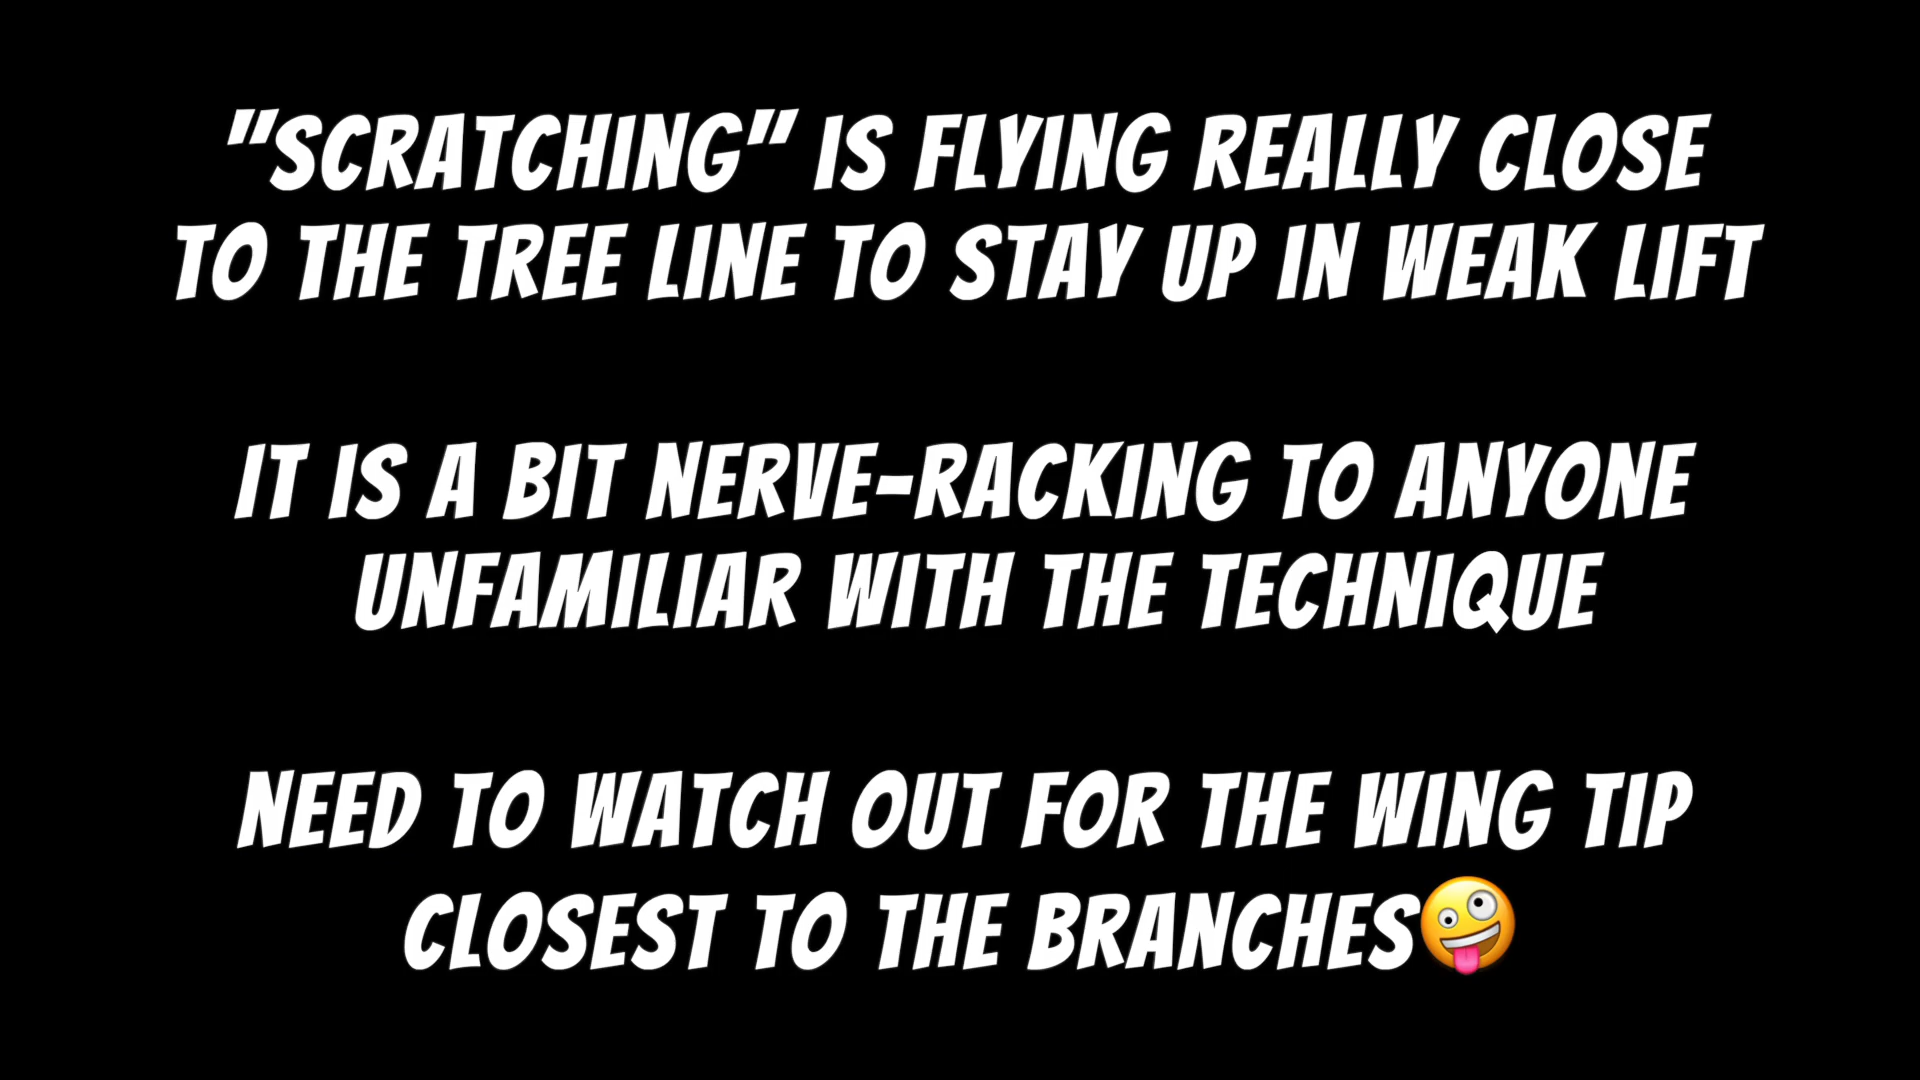 "SCRATCHING" IS FLYING REALLY CLOSE
TO THE TREE LINE TO STAY UP IN WEAK LIFT
IT IS A BIT NERVE-RACKING TO ANYONE
UNFAMILIAR WITH THE TECHNIQUE
NEED TO WATCH OUT FOR THE WING TIP
CLOSEST TO THE BRANCHES🤪